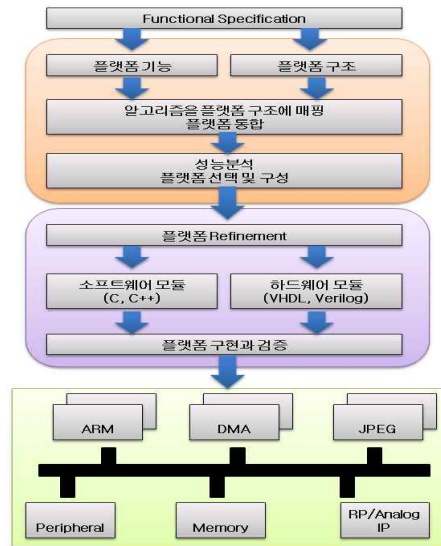 Functional Specification
플랫폼 기능
플랫폼 구조
알고리즘을 플랫폼 구조에 매핑
플랫폼 통합
성능분석
플랫폼 선택 및 구성
플랫폼 Refinement
소프트웨어 모듈
(C, C++)
하드웨어 모듈
(VHDL, Verilog)
플랫폼 구현과 검증
ARM
DMA
JPEG
Peripheral
Memory
RP/Analog
IP